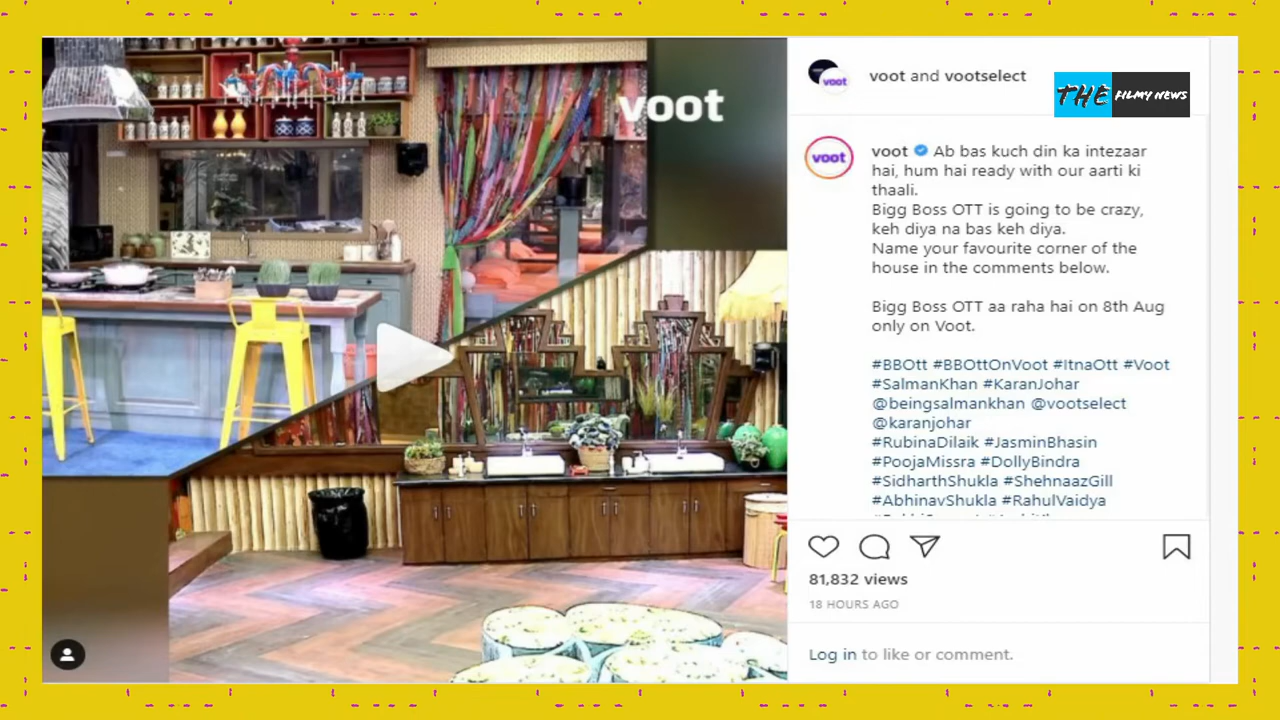 voot
voot and vootselect
THE FILMY NEWS
voot
voot
voot Ab bas kuch din ka intezaar
hai, hum hai ready with our aarti ki
thaali.
Bigg Boss OTT is going to be crazy,
keh diya na bas keh diya.
Name your favourite corner of the
house in the comments below.
Bigg Boss OTT aa raha hai on 8th Aug
only on Voot.
#BBOtt #BBOttOnVoot #ItnaOtt #Voot
#SalmanKhan #KaranJohar
@beingsalmankhan @vootselect
@karanjohar
#RubinaDilaik #JasminBhasin
#PoojaMissra #DollyBindra
#SidharthShukla #ShehnaazGill
#AbhinavShukla #RahulVaidya
81,832 views
18 HOURS AGO
Log in to like or comment.